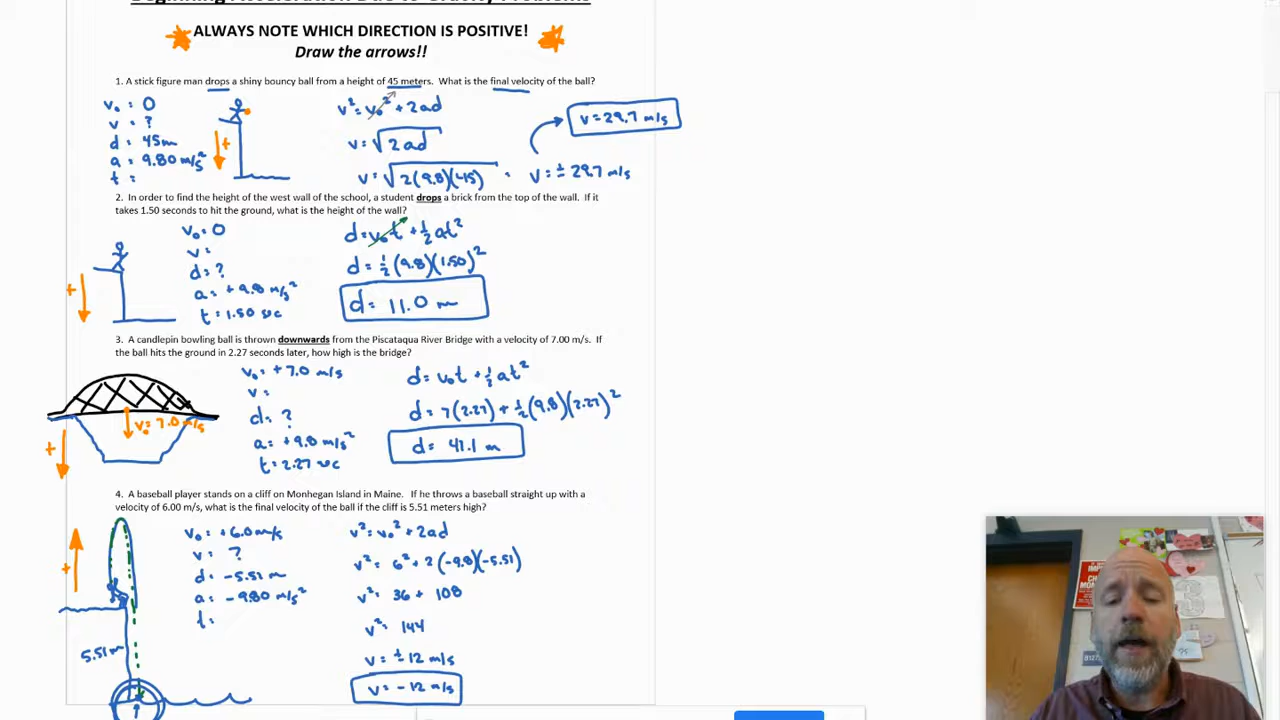 Beginning Acceleration Due to Gravity Problems
ALWAYS NOTE WHICH DIRECTION IS POSITIVE!
Draw the arrows!!
1. A stick figure man drops a shiny bouncy ball from a height of 45 meters. What is the final velocity of the ball?
v₀ = 0
v = ?
d = 45m
a = 9.80 m/s²
t =
+
v² = v₀² + 2ad
v = √2ad
v = √2(9.8)(45)
v = ± 29.7 m/s
v = 29.7 m/s
2. In order to find the height of the west wall of the school, a student drops a brick from the top of the wall. If it
takes 1.50 seconds to hit the ground, what is the height of the wall?
+
v₀ = 0
v =
d = ?
a = +9.8 m/s²
t = 1.50 sec
d = v₀t + ½at²
d = ½(9.8)(1.50)²
d = 11.0 m
3. A candlepin bowling ball is thrown downwards from the Piscataqua River Bridge with a velocity of 7.00 m/s. If
the ball hits the ground in 2.27 seconds later, how high is the bridge?
v₀ = 7.0 m/s
+
v₀ = +7.0 m/s
v =
d = ?
a = +9.8 m/s²
t = 2.27 sec
d = v₀t + ½at²
d = 7(2.27) + ½(9.8)(2.27)²
d = 41.1 m
4. A baseball player stands on a cliff on Monhegan Island in Maine. If he throws a baseball straight up with a
velocity of 6.00 m/s, what is the final velocity of the ball if the cliff is 5.51 meters high?
+
5.51m
v₀ = +6.0m/s
v = ?
d = -5.51 m
a = -9.80 m/s²
t =
v² = v₀² + 2ad
v² = 6² + 2(-9.8)(-5.51)
v² = 36 + 108
v² = 144
v = ± 12 m/s
v = -12 m/s